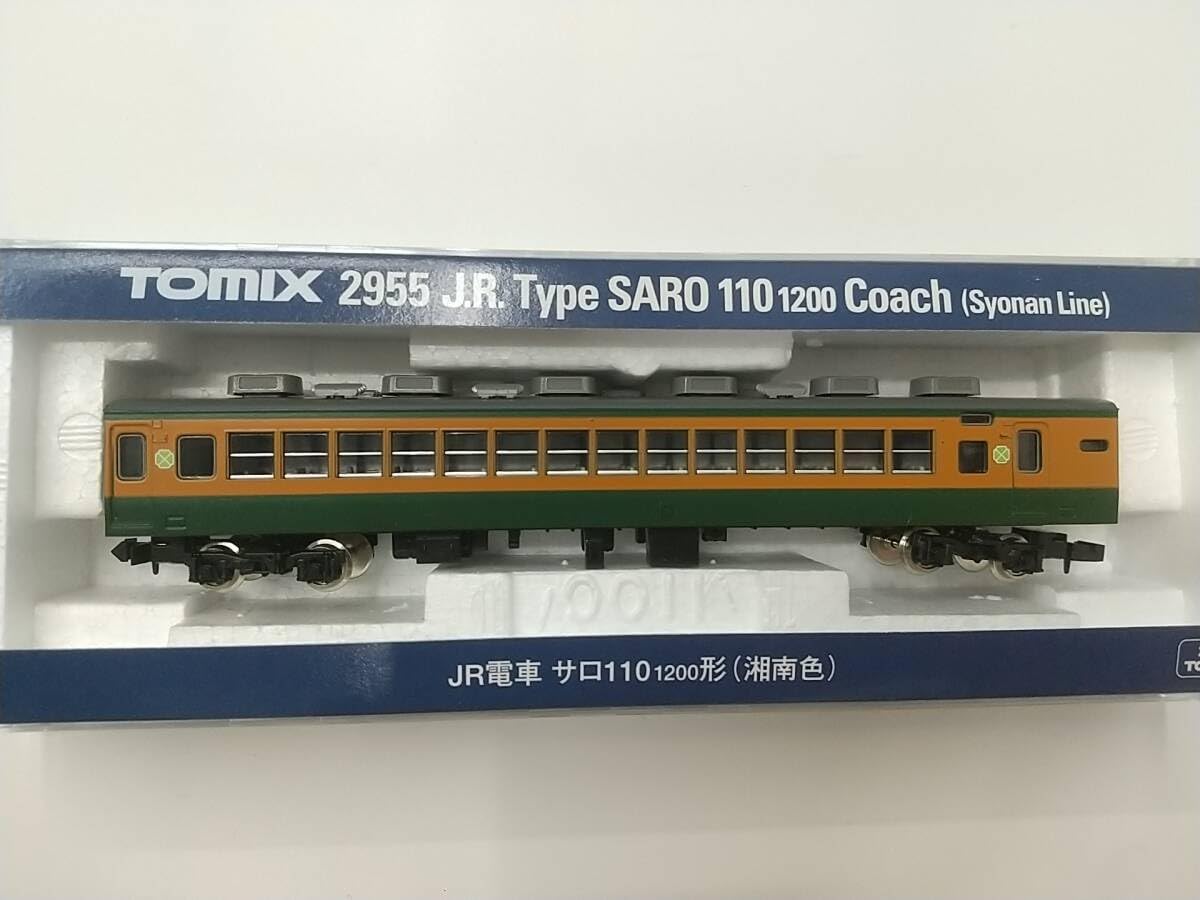 TOMIX 2955 J.R. Type SARO 110 1200 Coach (Syonan Line)
JR電車 サロ110 1200形(湘南色)